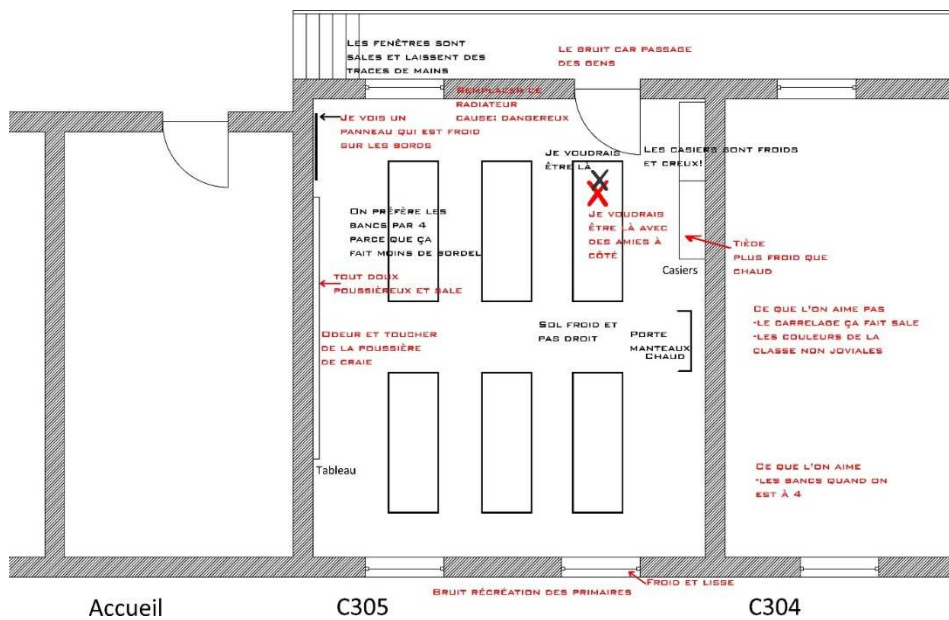 Les fenêtres sont
sales et laissent des
traces de mains
Le bruit car passage
des gens
Remplacer le
radiateur
cause: dangereux
Je vois un
panneau qui est froid
sur les bords
Je voudrais
être là
Les casiers sont froids
et creux!
On préfère les
bancs par 4
parce que ça
fait moins de bordel
Je voudrais
être là avec
des amies à
côté
Tiède
plus froid que
chaud
Casiers
Tout doux
poussiéreux et sale
Odeur et toucher
de la poussière
de craie
Sol froid et
pas droit
Porte
manteaux
Chaud
Ce que l'on aime pas
-le carrelage ça fait sale
-les couleurs de la
classe non joviales
Tableau
Ce que l'on aime
-les bancs quand on
est à 4
Froid et lisse
Bruit récréation des primaires
Accueil
C305
C304